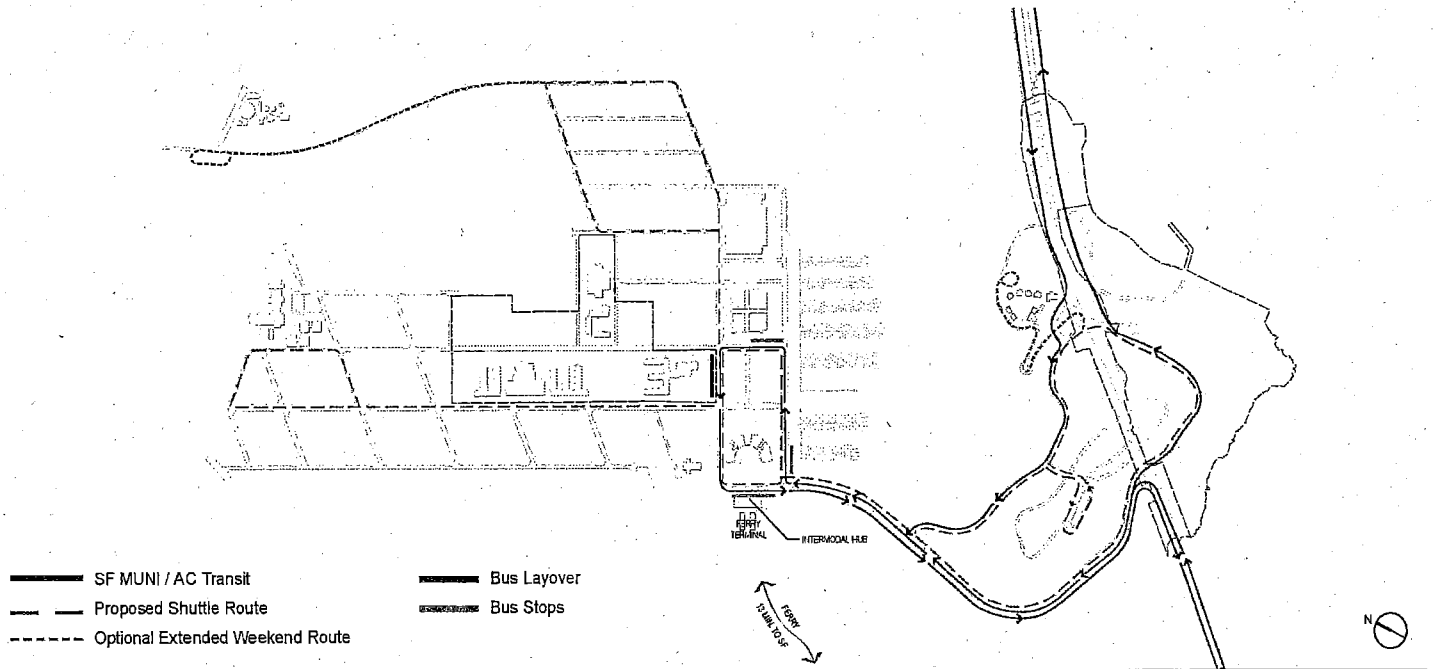 FERRY
TERMINAL
INTERMODAL HUB
FERRY
13 MIN. TO SF
SF MUNI / AC Transit
Proposed Shuttle Route
Optional Extended Weekend Route
Bus Layover
Bus Stops
N